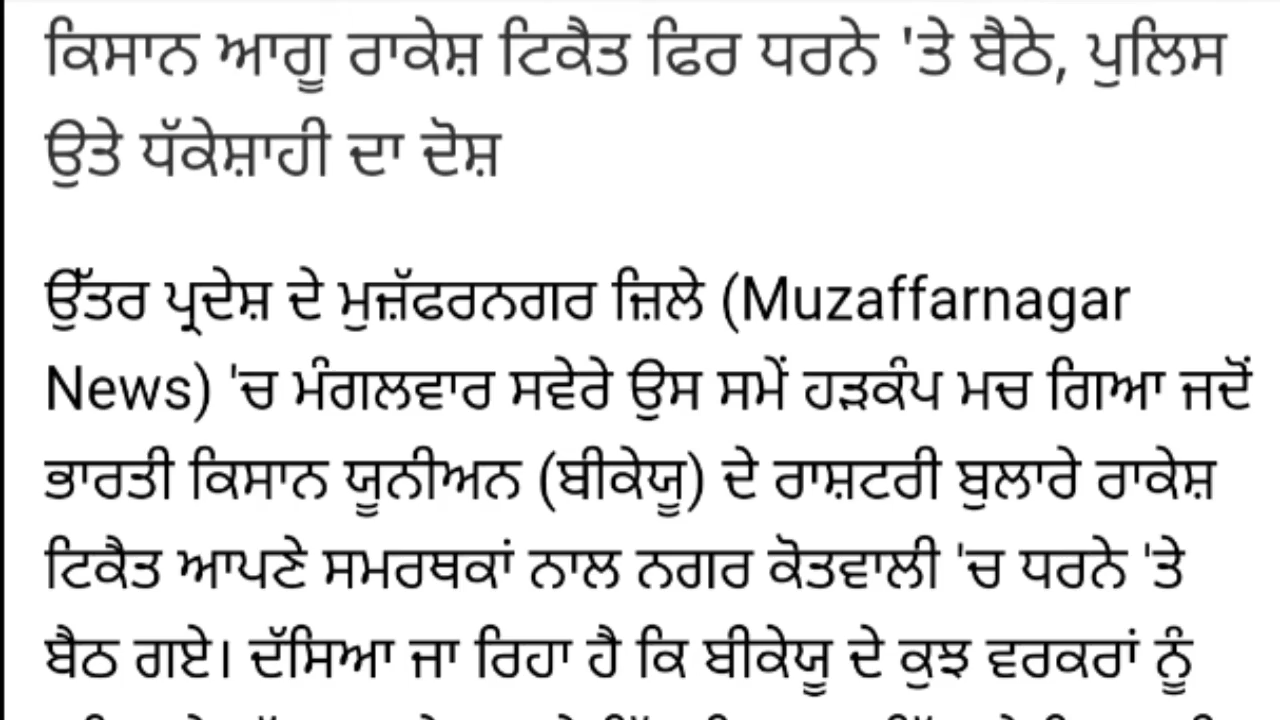 ਕਿਸਾਨ ਆਗੂ ਰਾਕੇਸ਼ ਟਿਕੈਤ ਫਿਰ ਧਰਨੇ 'ਤੇ ਬੈਠੇ, ਪੁਲਿਸ
ਉਤੇ ਧੱਕੇਸ਼ਾਹੀ ਦਾ ਦੋਸ਼
ਉੱਤਰ ਪ੍ਰਦੇਸ਼ ਦੇ ਮੁਜ਼ੱਫਰਨਗਰ ਜ਼ਿਲੇ (Muzaffarnagar
News) 'ਚ ਮੰਗਲਵਾਰ ਸਵੇਰੇ ਉਸ ਸਮੇਂ ਹੜਕੰਪ ਮਚ ਗਿਆ ਜਦੋਂ
ਭਾਰਤੀ ਕਿਸਾਨ ਯੂਨੀਅਨ (ਬੀਕੇਯੂ) ਦੇ ਰਾਸ਼ਟਰੀ ਬੁਲਾਰੇ ਰਾਕੇਸ਼
ਟਿਕੈਤ ਆਪਣੇ ਸਮਰਥਕਾਂ ਨਾਲ ਨਗਰ ਕੋਤਵਾਲੀ 'ਚ ਧਰਨੇ 'ਤੇ
ਬੈਠ ਗਏ। ਦੱਸਿਆ ਜਾ ਰਿਹਾ ਹੈ ਕਿ ਬੀਕੇਯੂ ਦੇ ਕੁਝ ਵਰਕਰਾਂ ਨੂੰ